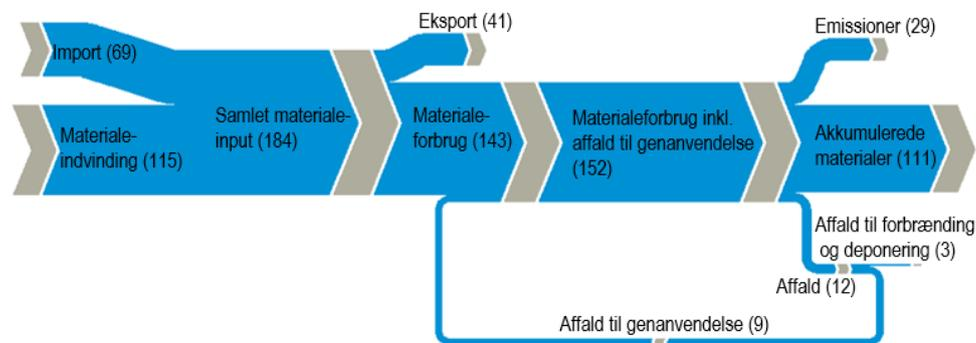 Import (69)
Materiale-
indvinding (115)
Samlet materiale-
input (184)
Eksport (41)
Materiale-
forbrug (143)
Materialeforbrug inkl.
affald til genanvendelse
(152)
Emissioner (29)
Akkumulerede
materialer (111)
Affald til forbrænding
og deponering (3)
Affald (12)
Affald til genanvendelse (9)